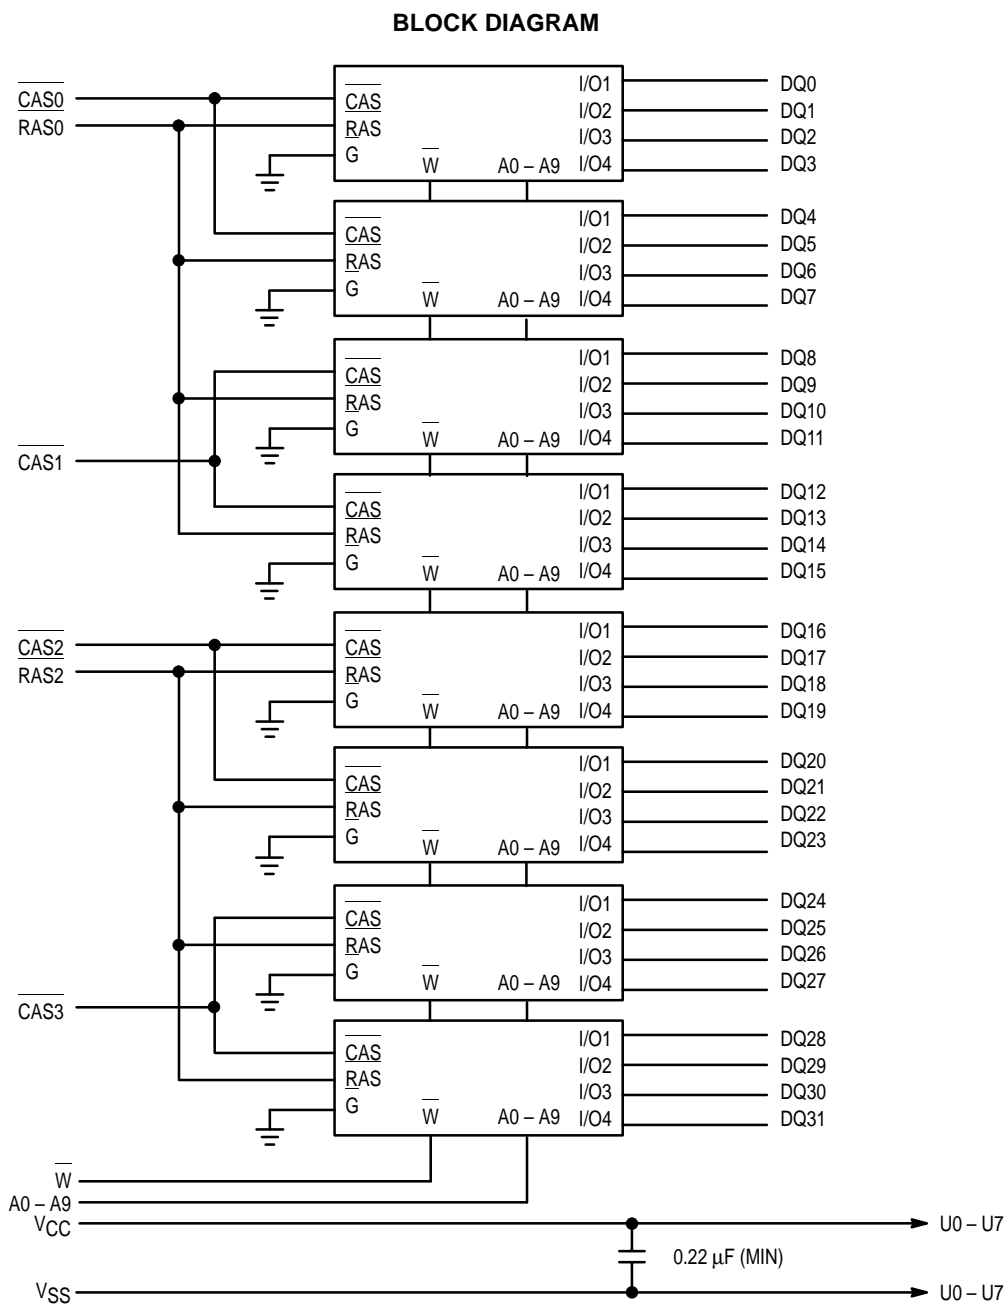 BLOCK DIAGRAM
CAS0
RAS0
CAS
RAS
G
W
A0 – A9
I/O1
I/O2
I/O3
I/O4
DQ0
DQ1
DQ2
DQ3
CAS
RAS
G
W
A0 – A9
I/O1
I/O2
I/O3
I/O4
DQ4
DQ5
DQ6
DQ7
CAS1
CAS
RAS
G
W
A0 – A9
I/O1
I/O2
I/O3
I/O4
DQ8
DQ9
DQ10
DQ11
CAS
RAS
G
W
A0 – A9
I/O1
I/O2
I/O3
I/O4
DQ12
DQ13
DQ14
DQ15
CAS2
RAS2
CAS
RAS
G
W
A0 – A9
I/O1
I/O2
I/O3
I/O4
DQ16
DQ17
DQ18
DQ19
CAS
RAS
G
W
A0 – A9
I/O1
I/O2
I/O3
I/O4
DQ20
DQ21
DQ22
DQ23
CAS3
CAS
RAS
G
W
A0 – A9
I/O1
I/O2
I/O3
I/O4
DQ24
DQ25
DQ26
DQ27
CAS
RAS
G
W
A0 – A9
I/O1
I/O2
I/O3
I/O4
DQ28
DQ29
DQ30
DQ31
W
A0 – A9
VCC
U0 – U7
0.22 µF (MIN)
VSS
U0 – U7